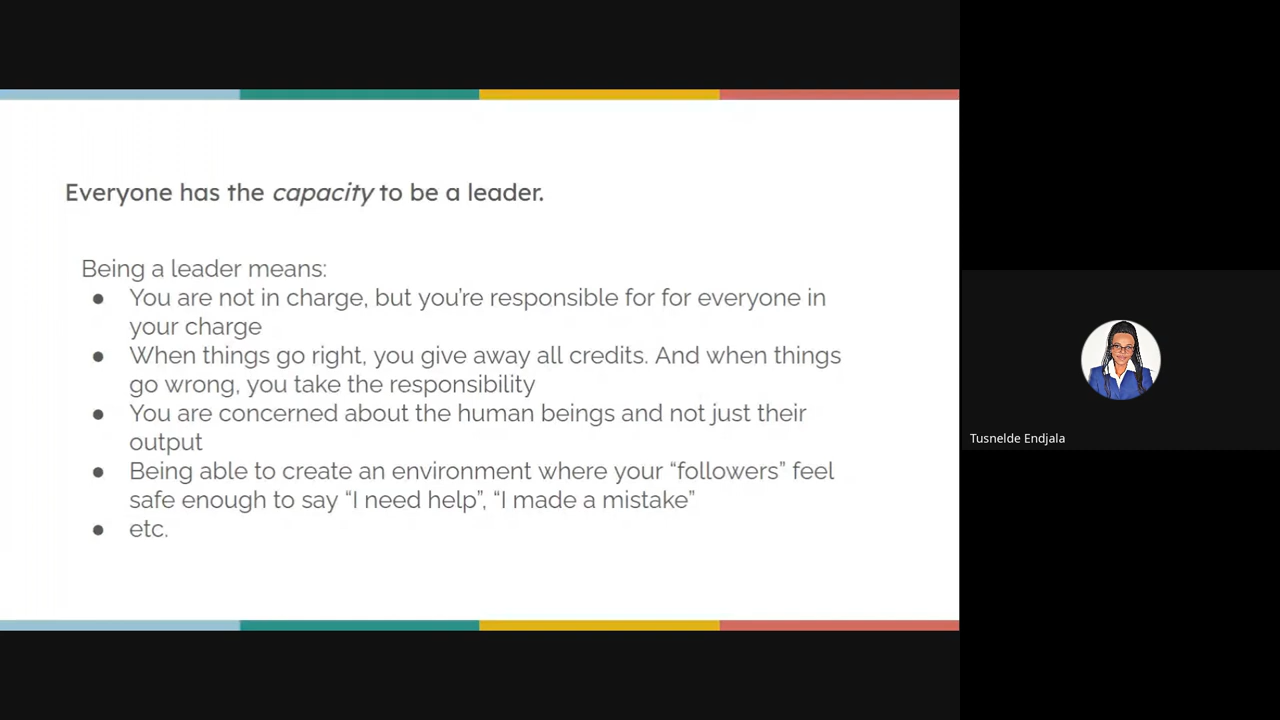 Everyone has the capacity to be a leader.
Being a leader means:
● You are not in charge, but you’re responsible for for everyone in
your charge
● When things go right, you give away all credits. And when things
go wrong, you take the responsibility
● You are concerned about the human beings and not just their
output
● Being able to create an environment where your “followers” feel
safe enough to say “I need help”, “I made a mistake”
● etc.
Tusnelde Endjala